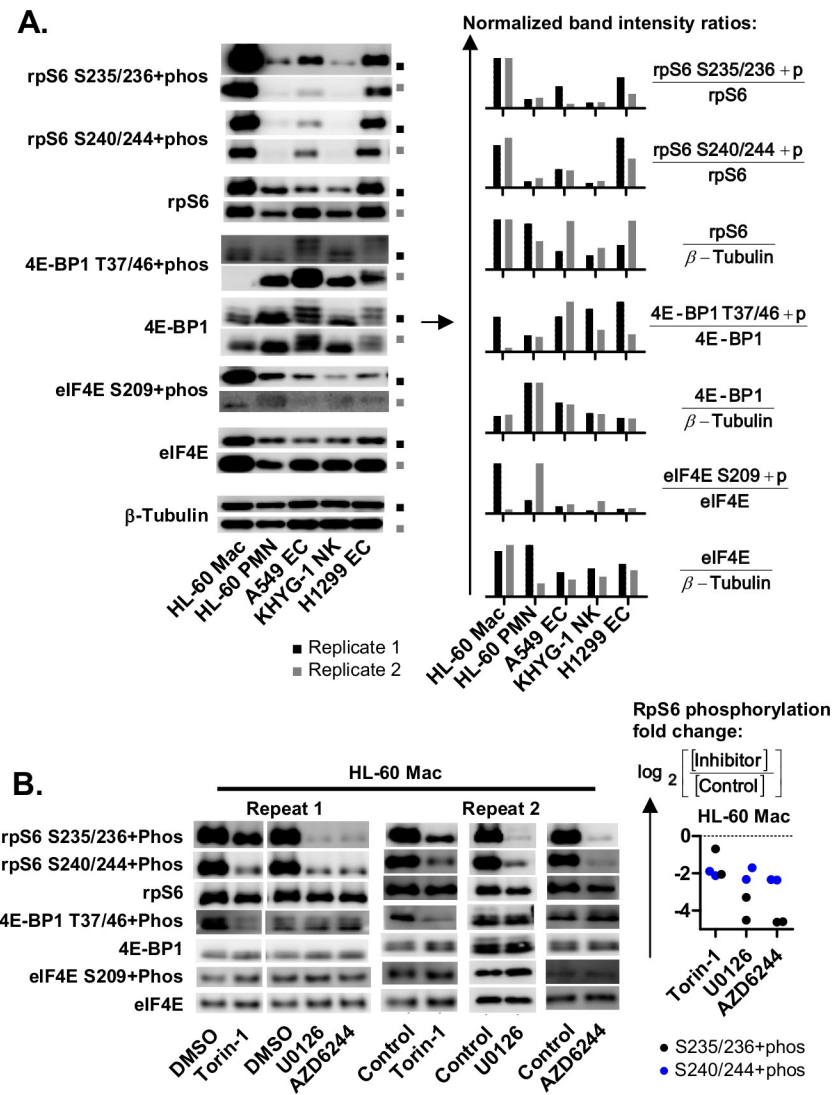 A.
Normalized band intensity ratios:
rpS6 S235/236+phos
rpS6 S240/244+phos
rpS6
4E-BP1 T37/46+phos
4E-BP1
eIF4E S209+phos
eIF4E
β-Tubulin
HL-60 Mac
HL-60 PMN
A549 EC
KHYG-1 NK
H1299 EC
Replicate 1
Replicate 2
rpS6 S235/236 + p
rpS6
rpS6 S240/244 + p
rpS6
rpS6
β – Tubulin
4E - BP1 T37/46 + p
4E - BP1
4E - BP1
β – Tubulin
eIF4E S209 + p
eIF4E
eIF4E
β – Tubulin
HL-60 Mac
HL-60 PMN
A549 EC
KHYG-1 NK
H1299 EC
B.
HL-60 Mac
Repeat 1
Repeat 2
rpS6 S235/236+Phos
rpS6 S240/244+Phos
rpS6
4E-BP1 T37/46+Phos
4E-BP1
eIF4E S209+Phos
eIF4E
DMSO
Torin-1
DMSO
U0126
AZD6244
Control
Torin-1
Control
U0126
Control
AZD6244
RpS6 phosphorylation
fold change:
log 2 [ [Inhibitor] / [Control] ]
HL-60 Mac
0
-2
-4
Torin-1
U0126
AZD6244
S235/236+phos
S240/244+phos